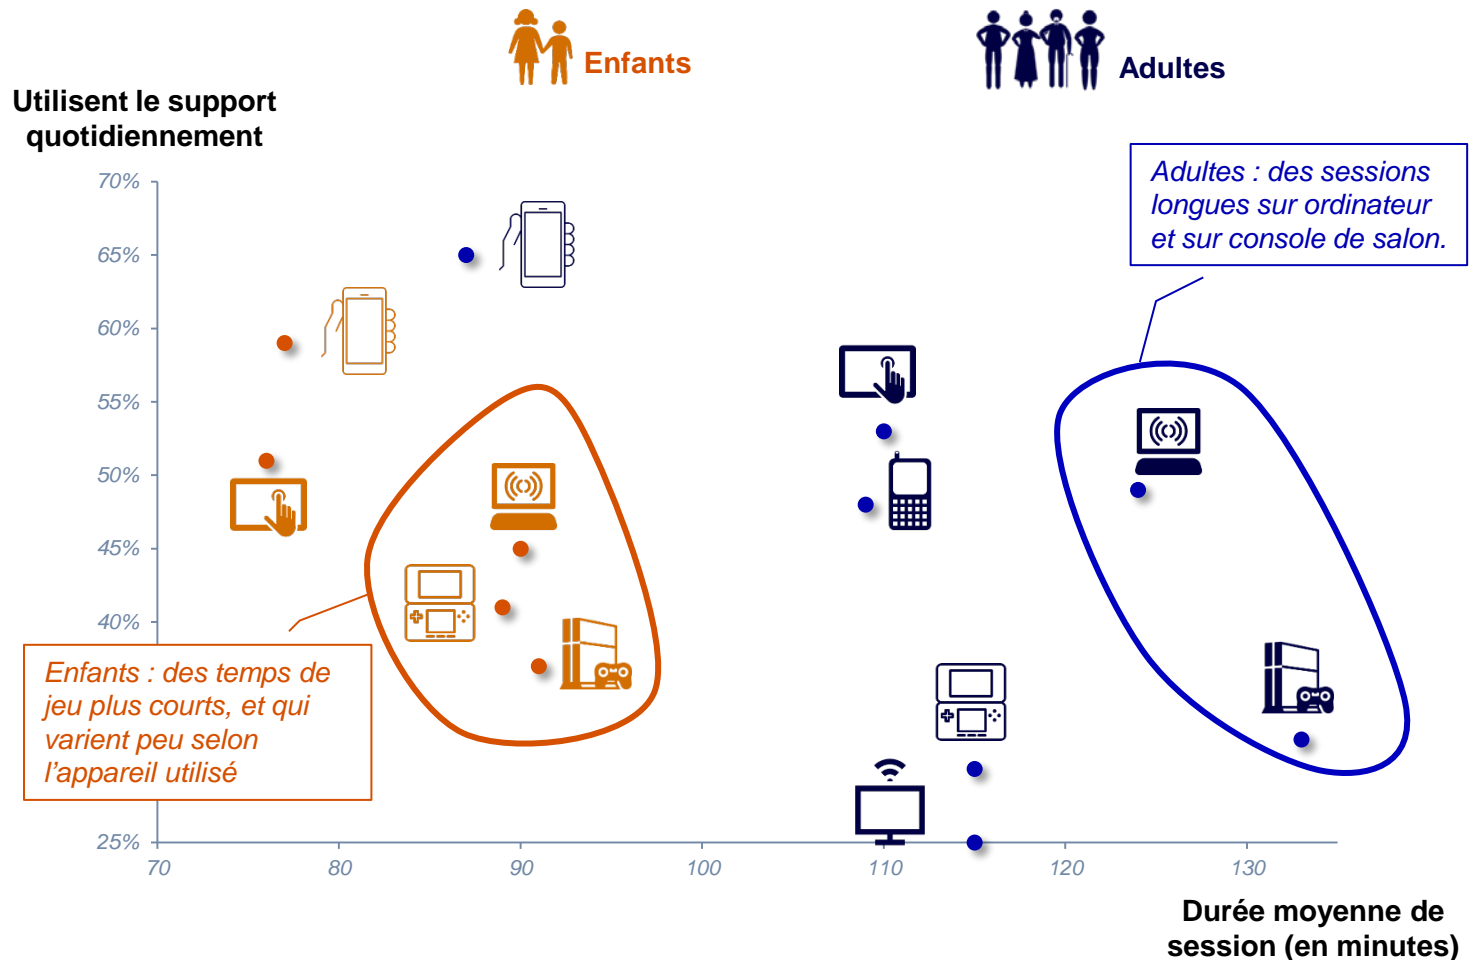 Enfants
Adultes
Utilisent le support
quotidiennement
Adultes : des sessions
longues sur ordinateur
et sur console de salon.
70%
65%
60%
55%
50%
45%
40%
Enfants : des temps de
jeu plus courts, et qui
varient peu selon
l'appareil utilisé
25%
70
80
90
100
110
120
130
Durée moyenne de
session (en minutes)